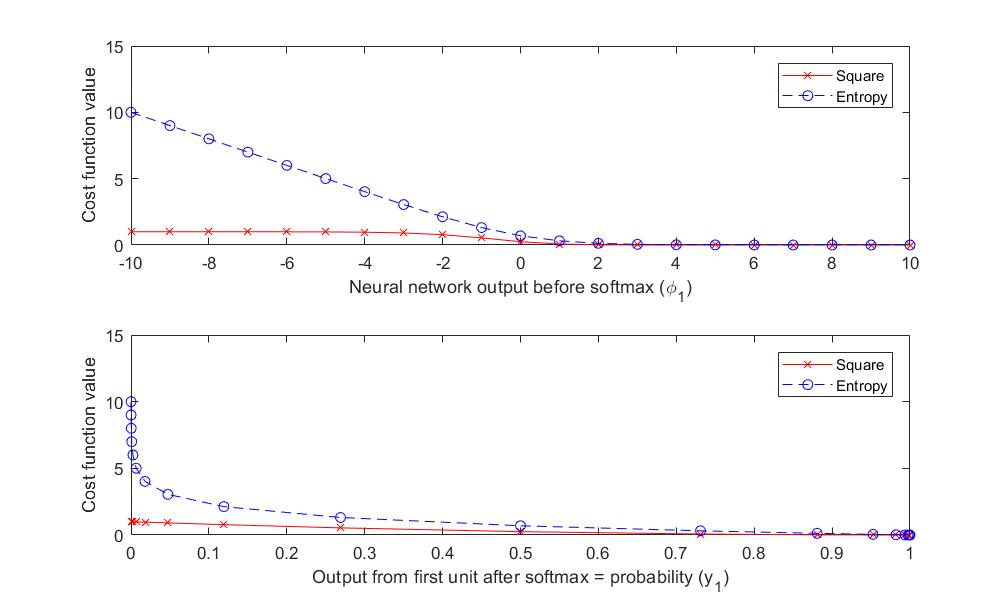 15
10
5
0
Cost function value
Square
Entropy
-10 -8 -6 -4 -2 0 2 4 6 8 10
Neural network output before softmax (ϕ1)
15
10
5
0
Cost function value
Square
Entropy
0 0.1 0.2 0.3 0.4 0.5 0.6 0.7 0.8 0.9 1
Output from first unit after softmax = probability (y1)